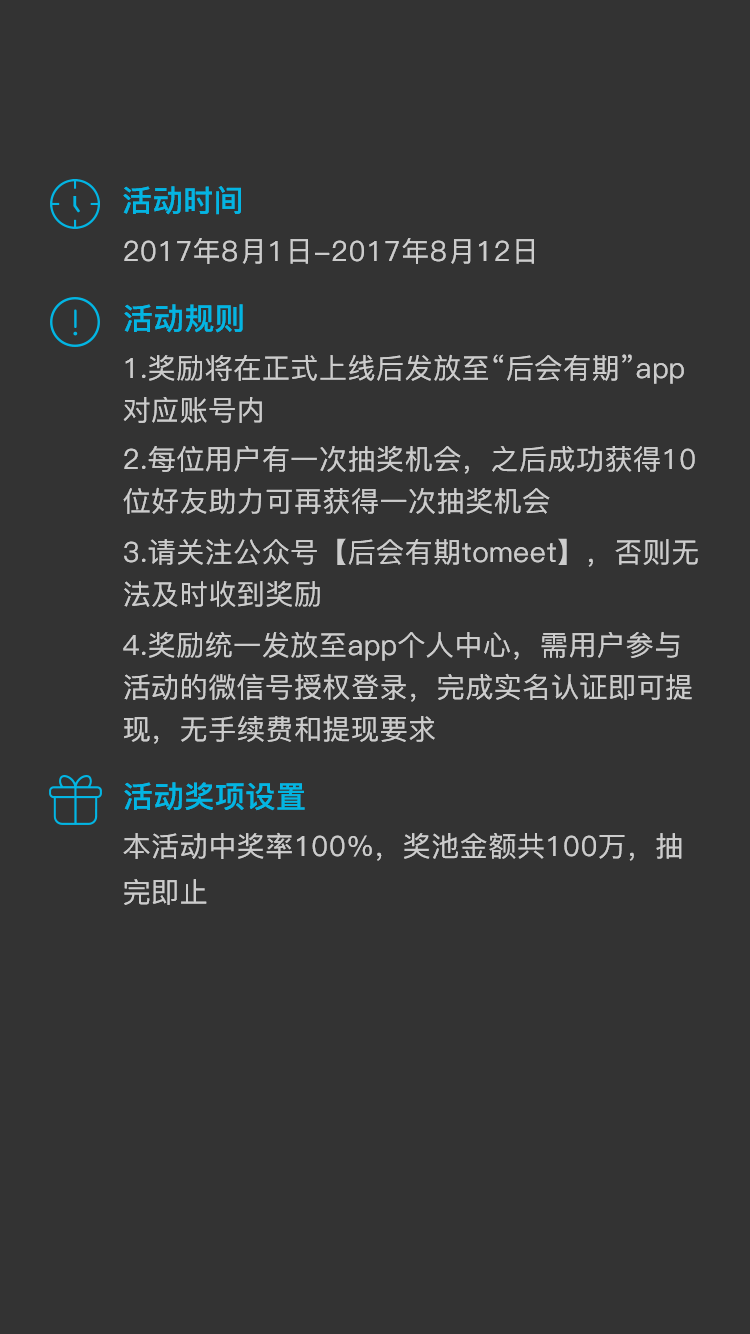 活动时间
2017年8月1日–2017年8月12日
活动规则
1.奖励将在正式上线后发放至“后会有期”app
对应账号内
2.每位用户有一次抽奖机会，之后成功获得10
位好友助力可再获得一次抽奖机会
3.请关注公众号【后会有期tomeet】，否则无
法及时收到奖励
4.奖励统一发放至app个人中心，需用户参与
活动的微信号授权登录，完成实名认证即可提
现，无手续费和提现要求
活动奖项设置
本活动中奖率100%，奖池金额共100万，抽
完即止